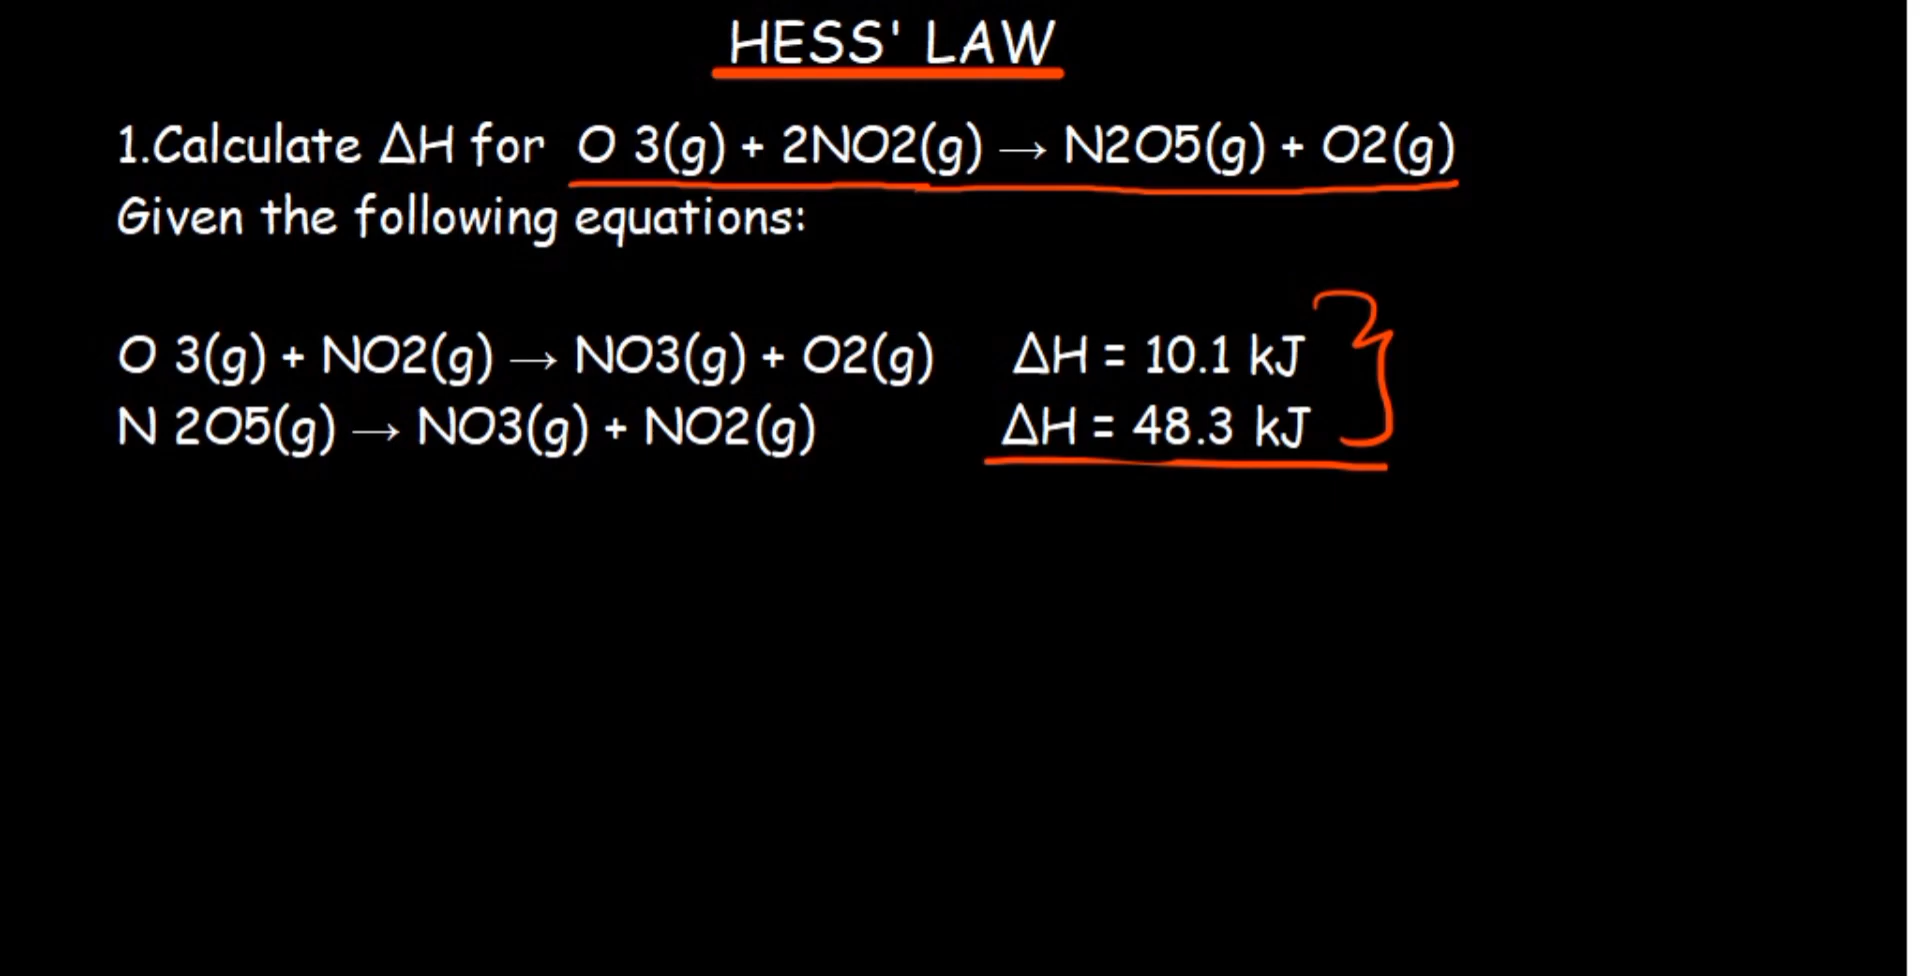 HESS' LAW
1.Calculate ΔH for O 3(g) + 2NO2(g) → N2O5(g) + O2(g)
Given the following equations:
O 3(g) + NO2(g) → NO3(g) + O2(g) ΔH = 10.1 kJ
N 2O5(g) → NO3(g) + NO2(g) ΔH = 48.3 kJ